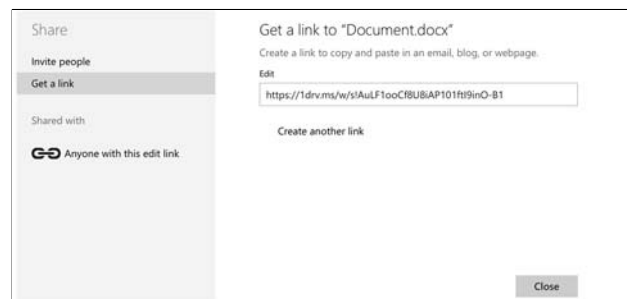 Share
Invite people
Get a link
Shared with
Anyone with this edit link
Get a link to “Document.docx”
Create a link to copy and paste in an email, blog, or webpage.
Edit
https://1drv.ms/w/s!AuLF1ooCf8U8iAP101ftI9inO-B1
Create another link
Close